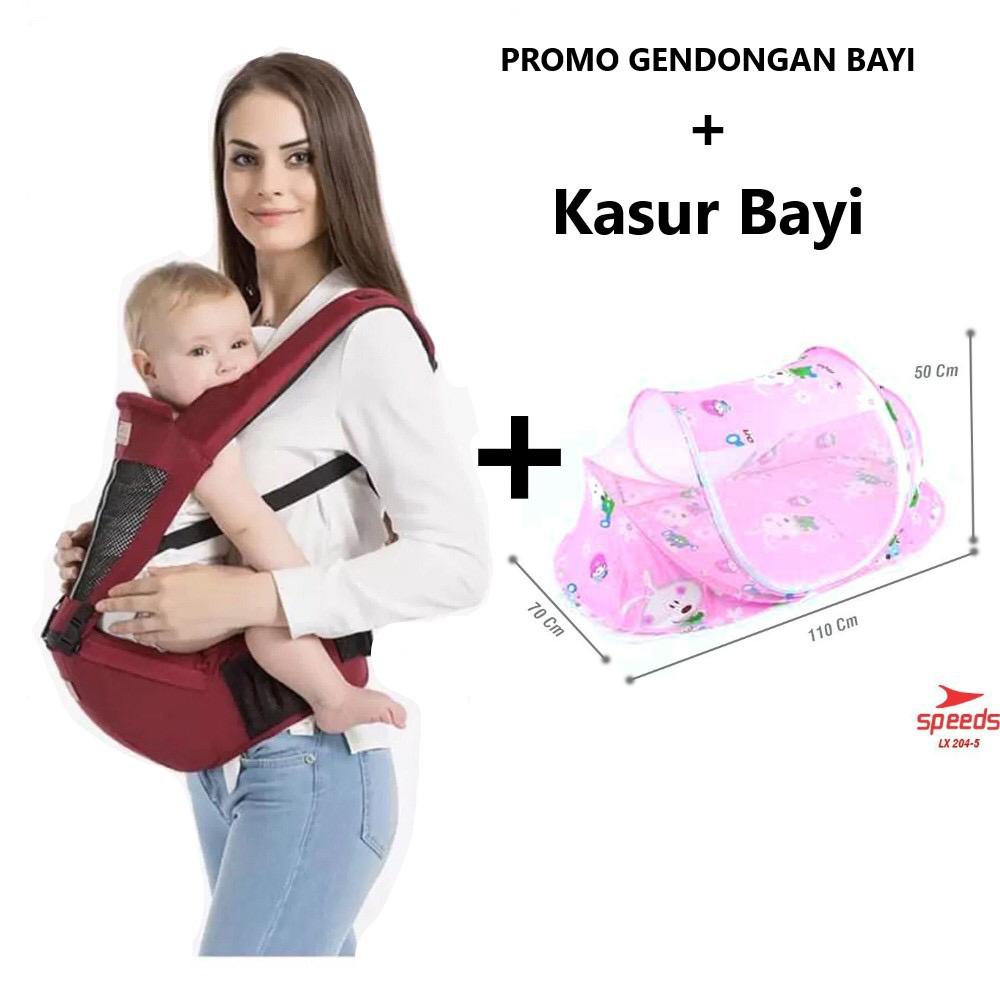 PROMO GENDONGAN BAYI
+
Kasur Bayi
+
50 Cm
70 Cm
110 Cm
speeds
LX 204-5